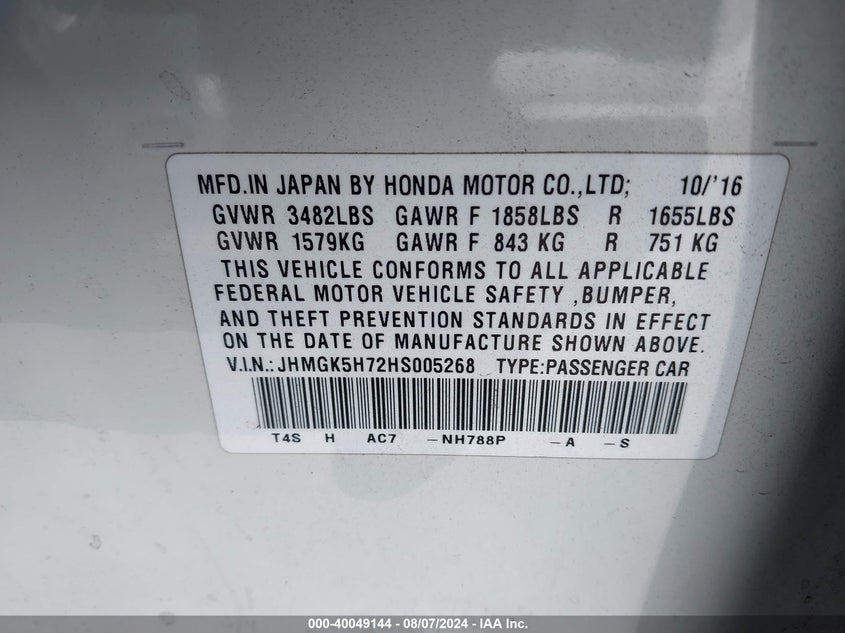 MFD.IN JAPAN BY HONDA MOTOR CO.,LTD; 10/'16
GVWR 3482LBS GAWR F 1858LBS R 1655LBS
GVWR 1579KG GAWR F 843 KG R 751 KG
THIS VEHICLE CONFORMS TO ALL APPLICABLE
FEDERAL MOTOR VEHICLE SAFETY ,BUMPER,
AND THEFT PREVENTION STANDARDS IN EFFECT
ON THE DATE OF MANUFACTURE SHOWN ABOVE.
V.I.N.: JHMGK5H72HS005268 TYPE:PASSENGER CAR
T4S H AC7 -NH788P -A -S
000-40049144 - 08/07/2024 - IAA Inc.